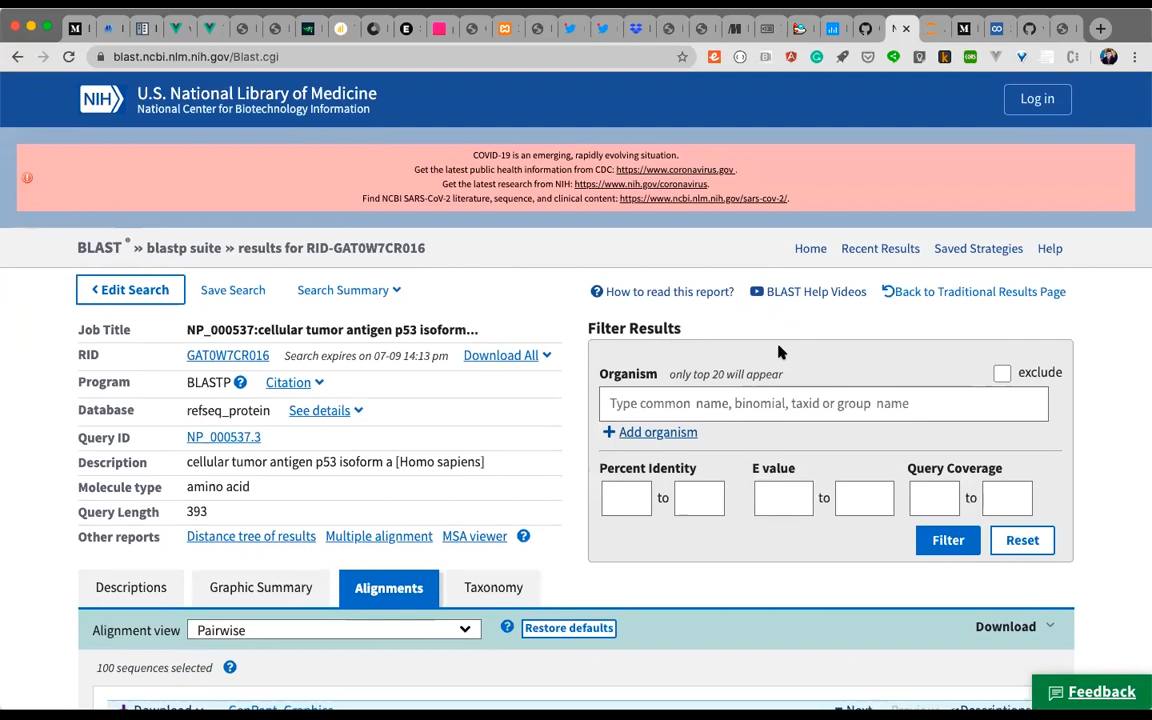 blast.ncbi.nlm.nih.gov/Blast.cgi
NIH U.S. National Library of Medicine
National Center for Biotechnology Information
Log in
COVID-19 is an emerging, rapidly evolving situation.
Get the latest public health information from CDC: https://www.coronavirus.gov .
Get the latest research from NIH: https://www.nih.gov/coronavirus.
Find NCBI SARS-CoV-2 literature, sequence, and clinical content: https://www.ncbi.nlm.nih.gov/sars-cov-2/.
BLAST ® » blastp suite » results for RID-GAT0W7CR016
Home Recent Results Saved Strategies Help
Edit Search Save Search Search Summary
How to read this report? BLAST Help Videos Back to Traditional Results Page
Job Title NP_000537:cellular tumor antigen p53 isoform...
RID GAT0W7CR016 Search expires on 07-09 14:13 pm Download All
Program BLASTP ? Citation
Database refseq_protein See details
Query ID NP_000537.3
Description cellular tumor antigen p53 isoform a [Homo sapiens]
Molecule type amino acid
Query Length 393
Other reports Distance tree of results Multiple alignment MSA viewer ?
Filter Results
Organism only top 20 will appear exclude
Type common name, binomial, taxid or group name
+ Add organism
Percent Identity E value Query Coverage
to to to
Filter Reset
Descriptions Graphic Summary Alignments Taxonomy
Alignment view Pairwise ? Restore defaults Download
100 sequences selected ?
Feedback